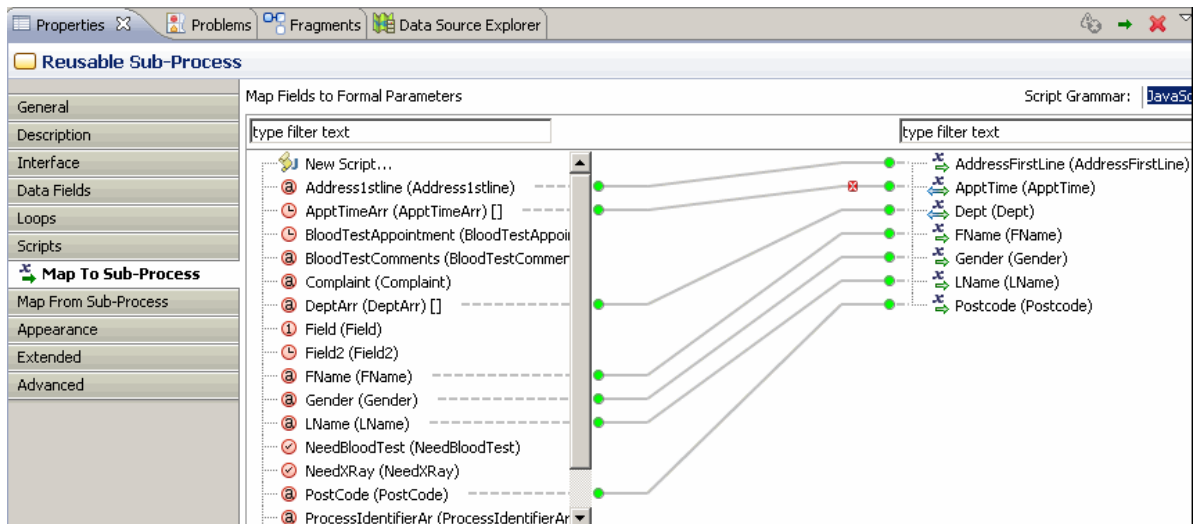 Properties Problems Fragments Data Source Explorer
Reusable Sub-Process
General
Description
Interface
Data Fields
Loops
Scripts
Map To Sub-Process
Map From Sub-Process
Appearance
Extended
Advanced
Map Fields to Formal Parameters
Script Grammar: JavaSc
type filter text
New Script...
Address1stline (Address1stline)
ApptTimeArr (ApptTimeArr) []
BloodTestAppointment (BloodTestAppoi
BloodTestComments (BloodTestCommer
Complaint (Complaint)
DeptArr (DeptArr) []
Field (Field)
Field2 (Field2)
FName (FName)
Gender (Gender)
LName (LName)
NeedBloodTest (NeedBloodTest)
NeedXRay (NeedXRay)
PostCode (PostCode)
ProcessIdentifierAr (ProcessIdentifierAr
type filter text
AddressFirstLine (AddressFirstLine)
ApptTime (ApptTime)
Dept (Dept)
FName (FName)
Gender (Gender)
LName (LName)
Postcode (Postcode)